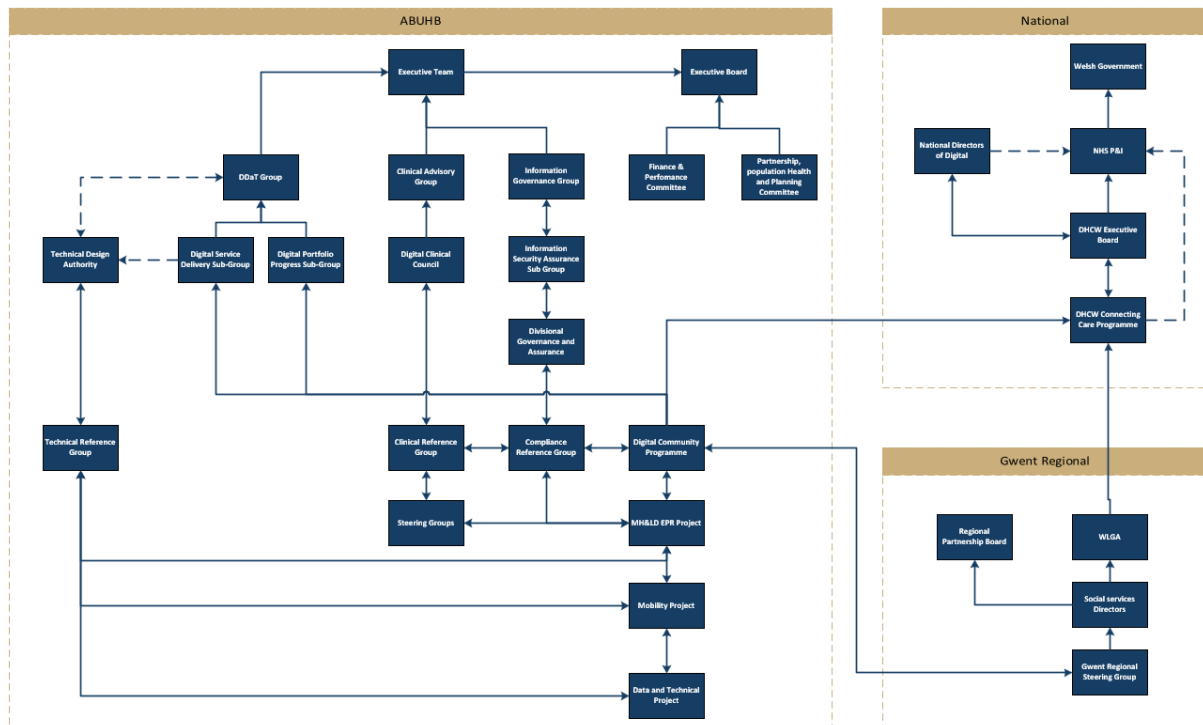 ABUHB
National
Executive Team
Executive Board
Welsh Government
National Directors
of Digital
NHS P&I
DDaT Group
Clinical Advisory
Group
Information
Governance Group
Finance &
Perfomance
Committee
Partnership,
population Health
and Planning
Committee
Technical Design
Authority
Digital Service
Delivery Sub-Group
Digital Portfolio
Progress Sub-Group
Digital Clinical
Council
Information
Security Assurance
Sub Group
DHCW Executive
Board
Divisional
Governance and
Assurance
DHCW Connecting
Care Programme
Technical Reference
Group
Clinical Reference
Group
Compliance
Reference Group
Digital Community
Programme
Gwent Regional
Steering Groups
MH&LD EPR Project
Regional
Partnership Board
WLGA
Mobility Project
Social services
Directors
Data and Technical
Project
Gwent Regional
Steering Group